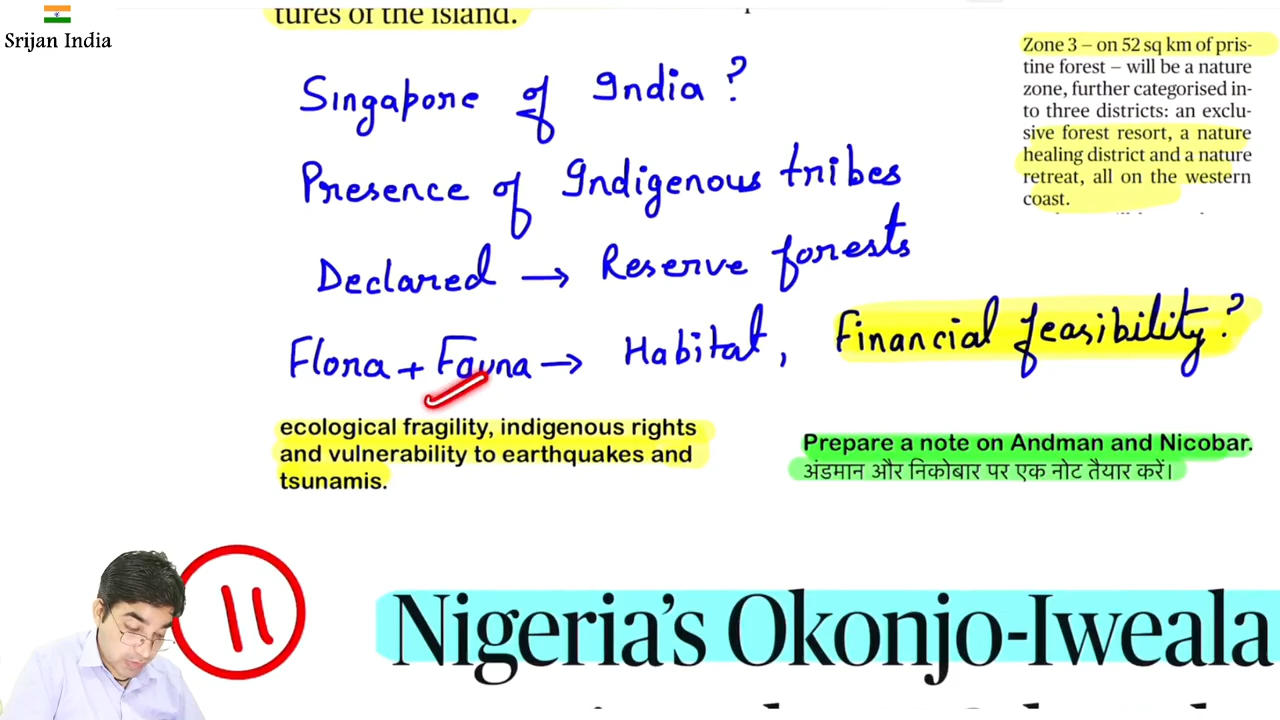 Srijan India
tures of the island.
Singapore of India?
Presence of Indigenous tribes
Declared → Reserve forests
Flora + Fauna → Habitat, Financial feasibility?
ecological fragility, indigenous rights
and vulnerability to earthquakes and
tsunamis.
Zone 3 – on 52 sq km of pris-
tine forest – will be a nature
zone, further categorised in-
to three districts: an exclu-
sive forest resort, a nature
healing district and a nature
retreat, all on the western
coast.
Prepare a note on Andman and Nicobar.
अंडमान और निकोबार पर एक नोट तैयार करें।
11
Nigeria's Okonjo-Iweala